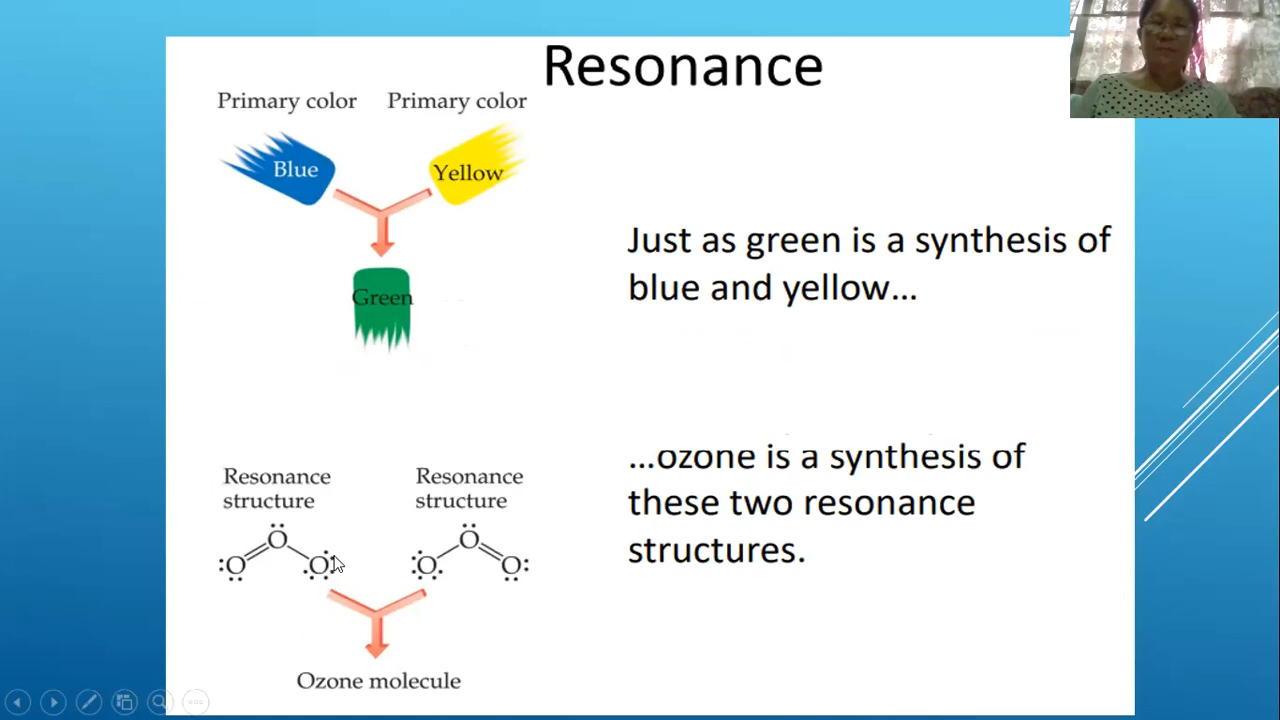 Resonance
Primary color
Primary color
Blue
Yellow
Green
Just as green is a synthesis of
blue and yellow...
Resonance
structure
Resonance
structure
O
O
O
O
O
O
Ozone molecule
...ozone is a synthesis of
these two resonance
structures.